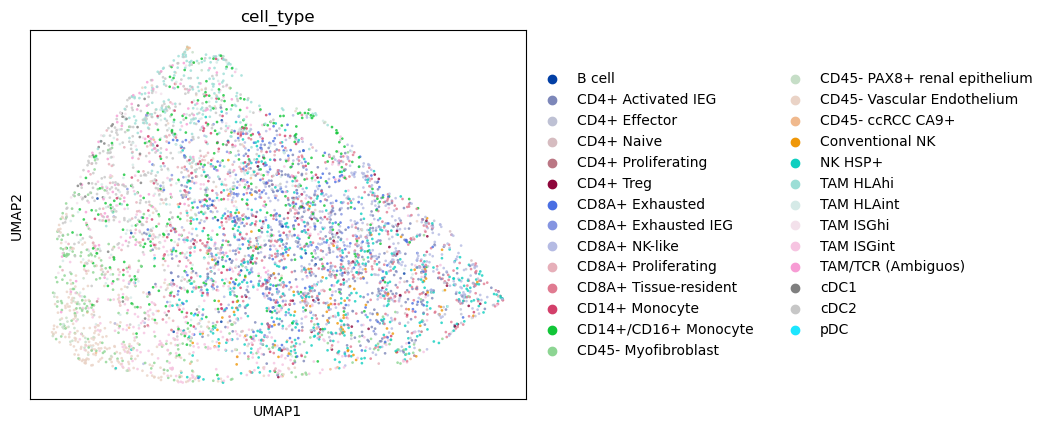 cell_type
UMAP2
UMAP1
B cell
CD4+ Activated IEG
CD4+ Effector
CD4+ Naive
CD4+ Proliferating
CD4+ Treg
CD8A+ Exhausted
CD8A+ Exhausted IEG
CD8A+ NK-like
CD8A+ Proliferating
CD8A+ Tissue-resident
CD14+ Monocyte
CD14+/CD16+ Monocyte
CD45- Myofibroblast
CD45- PAX8+ renal epithelium
CD45- Vascular Endothelium
CD45- ccRCC CA9+
Conventional NK
NK HSP+
TAM HLAhi
TAM HLAint
TAM ISGhi
TAM ISGint
TAM/TCR (Ambiguos)
cDC1
cDC2
pDC